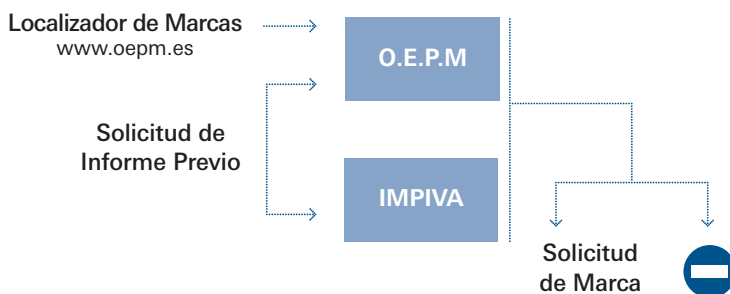 Localizador de Marcas
www.oepm.es
O.E.P.M
Solicitud de
Informe Previo
IMPIVA
Solicitud
de Marca